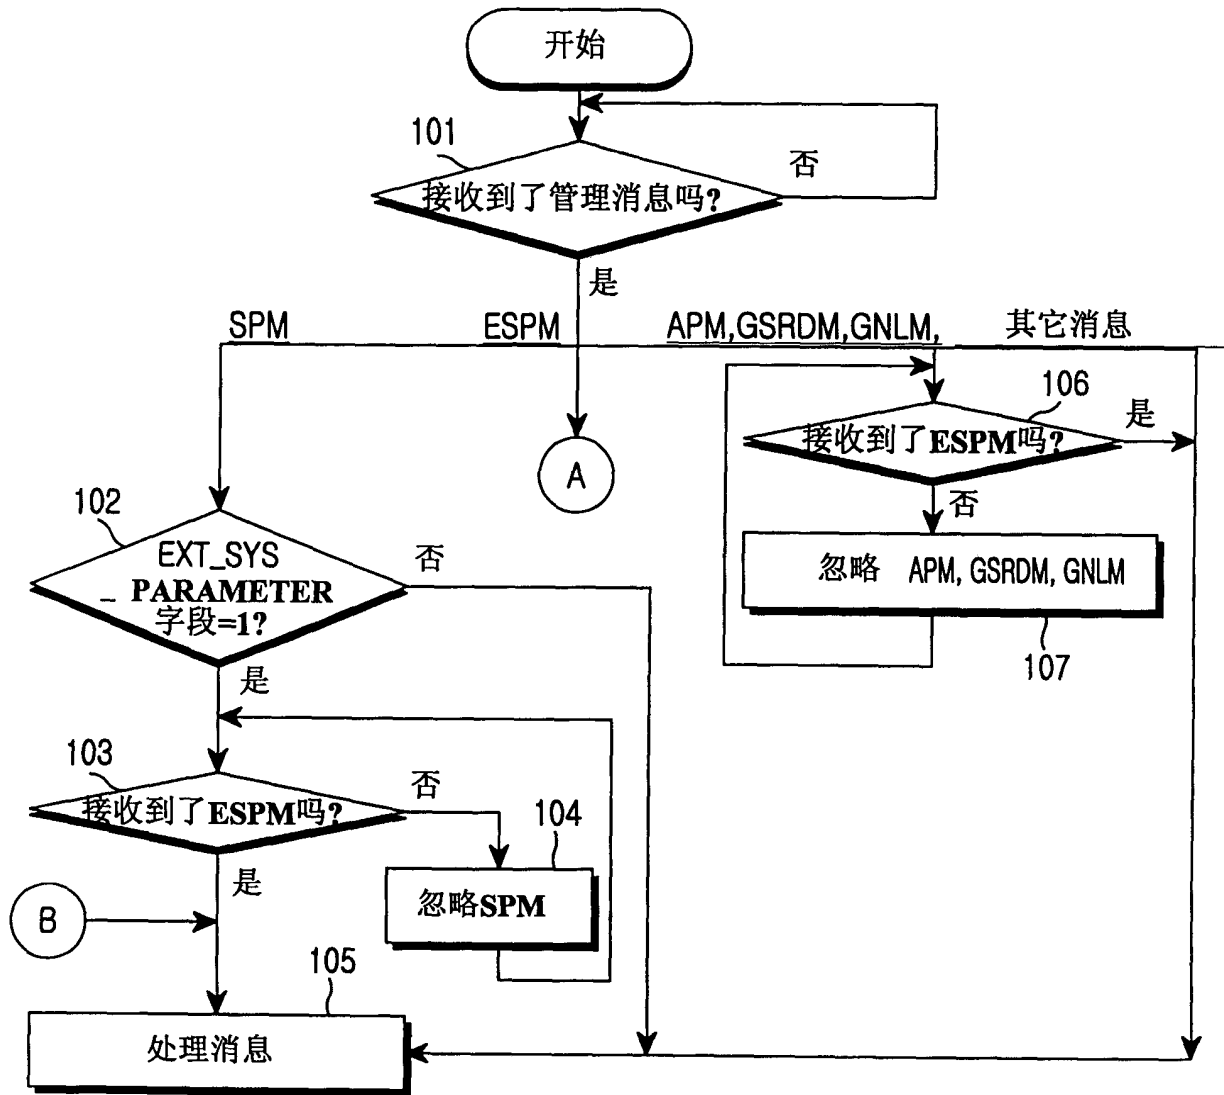 开始
101
否
接收到了管理消息吗?
是
SPM
ESPM
APM,GSRDM,GNLM,
其它消息
106
是
接收到了ESPM吗?
A
否
102
忽略 APM, GSRDM, GNLM
EXT_SYS
_ PARAMETER
字段=1?
否
107
是
103
否
接收到了ESPM吗?
104
是
忽略SPM
B
105
处理消息